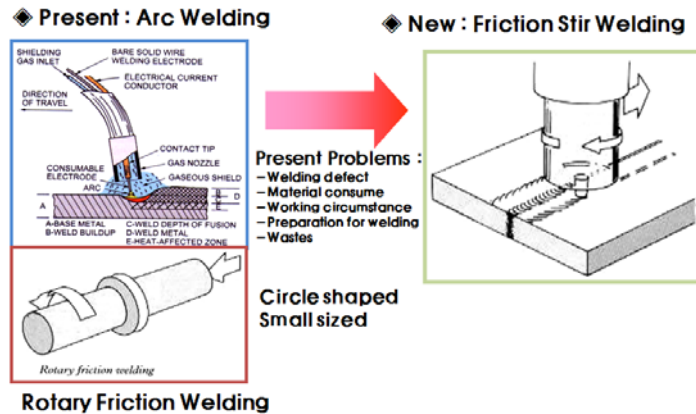 ◈ Present : Arc Welding
◈ New : Friction Stir Welding
SHIELDING
GAS INLET
BARE SOLID WIRE
WELDING ELECTRODE
ELECTRICAL CURRENT
CONDUCTOR
DIRECTION
OF TRAVEL
CONTACT TIP
GAS NOZZLE
CONSUMABLE
ELECTRODE
GASEOUS SHIELD
ARC
A
B
D
A-BASE METAL
B-WELD BUILDUP
C-WELD DEPTH OF FUSION
D-WELD METAL
E-HEAT-AFFECTED ZONE
Present Problems :
-Welding defect
-Material consume
-Working circumstance
-Preparation for welding
-Wastes
Rotary friction welding
Circle shaped
Small sized
Rotary Friction Welding